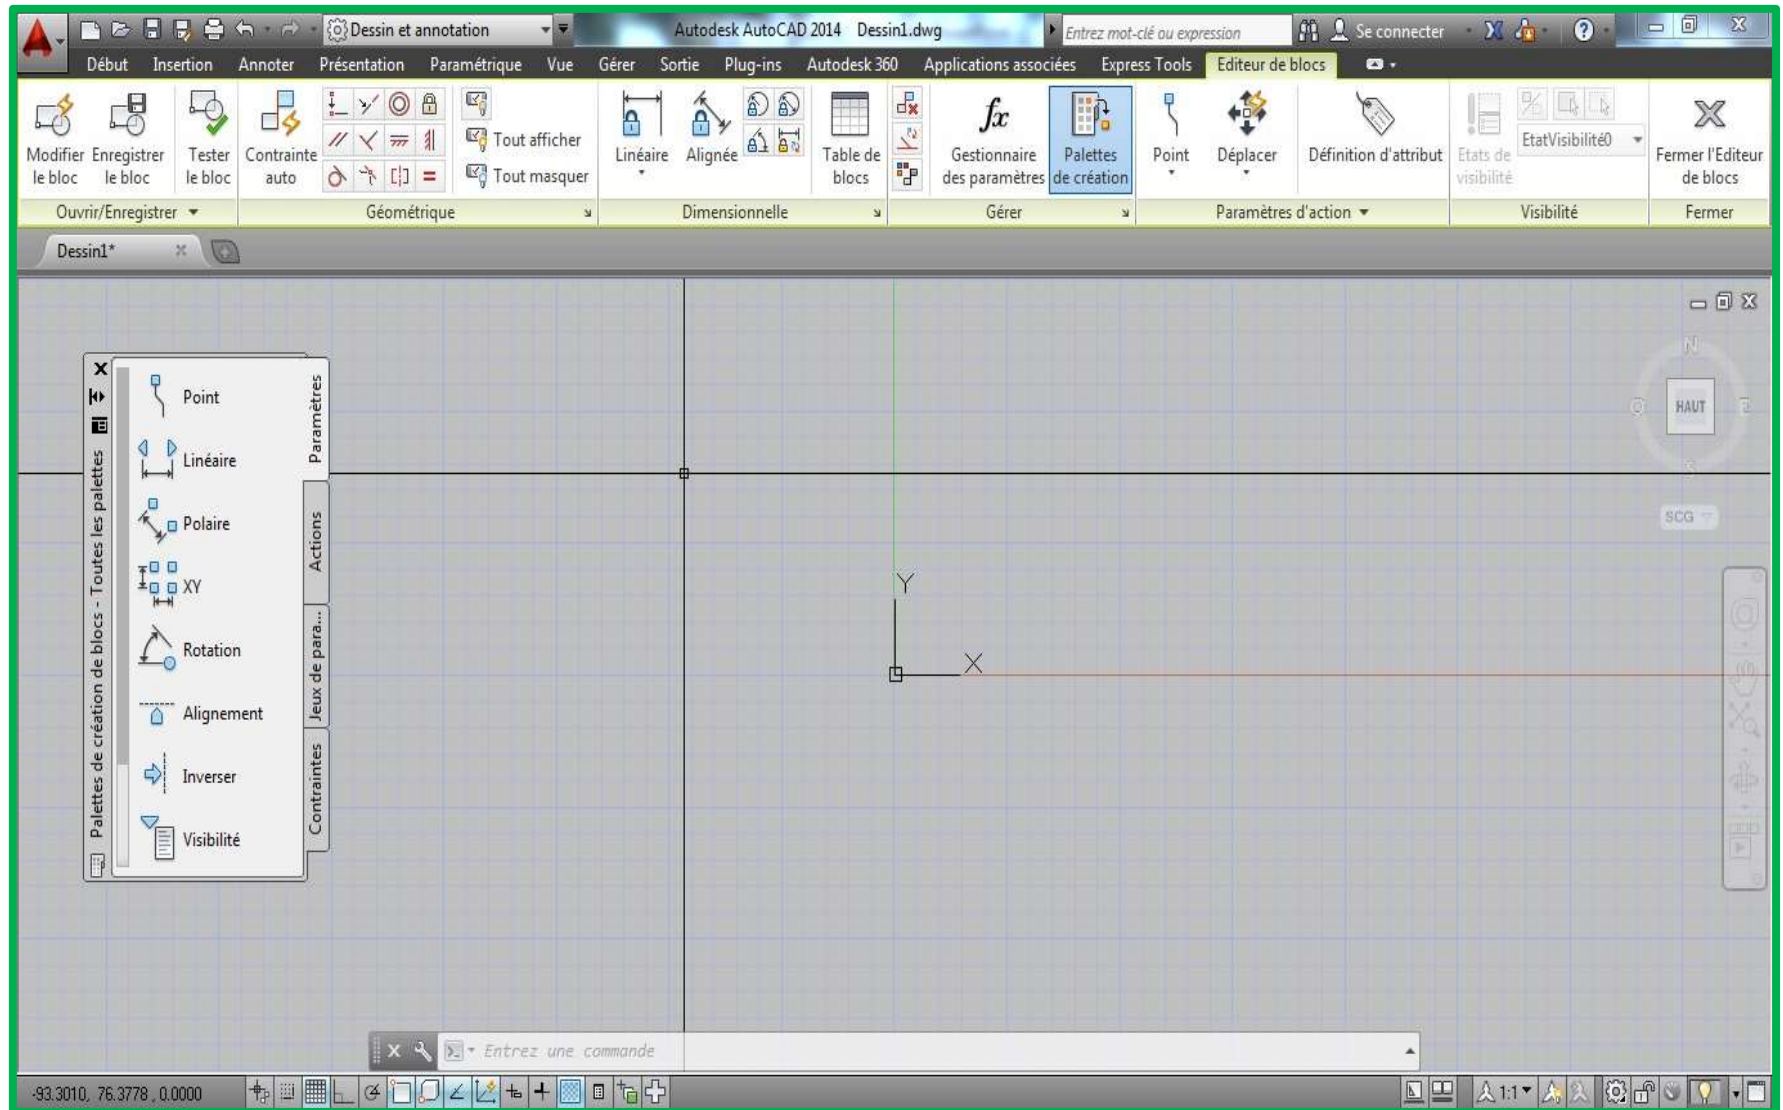 Dessin et annotation
Autodesk AutoCAD 2014 Dessin1.dwg
Entrez mot-clé ou expression
Se connecter
Début Insertion Annoter Présentation Paramétrique Vue Gérer Sortie Plug-ins Autodesk 360 Applications associées Express Tools Editeur de blocs
Modifier le bloc
Enregistrer le bloc
Tester le bloc
Contrainte auto
Tout afficher
Tout masquer
Linéaire
Alignée
Table de blocs
fx
Gestionnaire des paramètres
Palettes de création
Point
Déplacer
Définition d'attribut
Etats de visibilité
EtatVisibilité0
Fermer l'Editeur de blocs
Ouvrir/Enregistrer
Géométrique
Dimensionnelle
Gérer
Paramètres d'action
Visibilité
Fermer
Dessin1*
Palettes de création de blocs - Toutes les palettes
Point
Linéaire
Polaire
XY
Rotation
Alignement
Inverser
Visibilité
Paramètres
Actions
Jeux de para...
Contraintes
N
O
HAUT
E
S
SCG
Y
X
Entrez une commande
-93.3010, 76.3778 , 0.0000
1:1